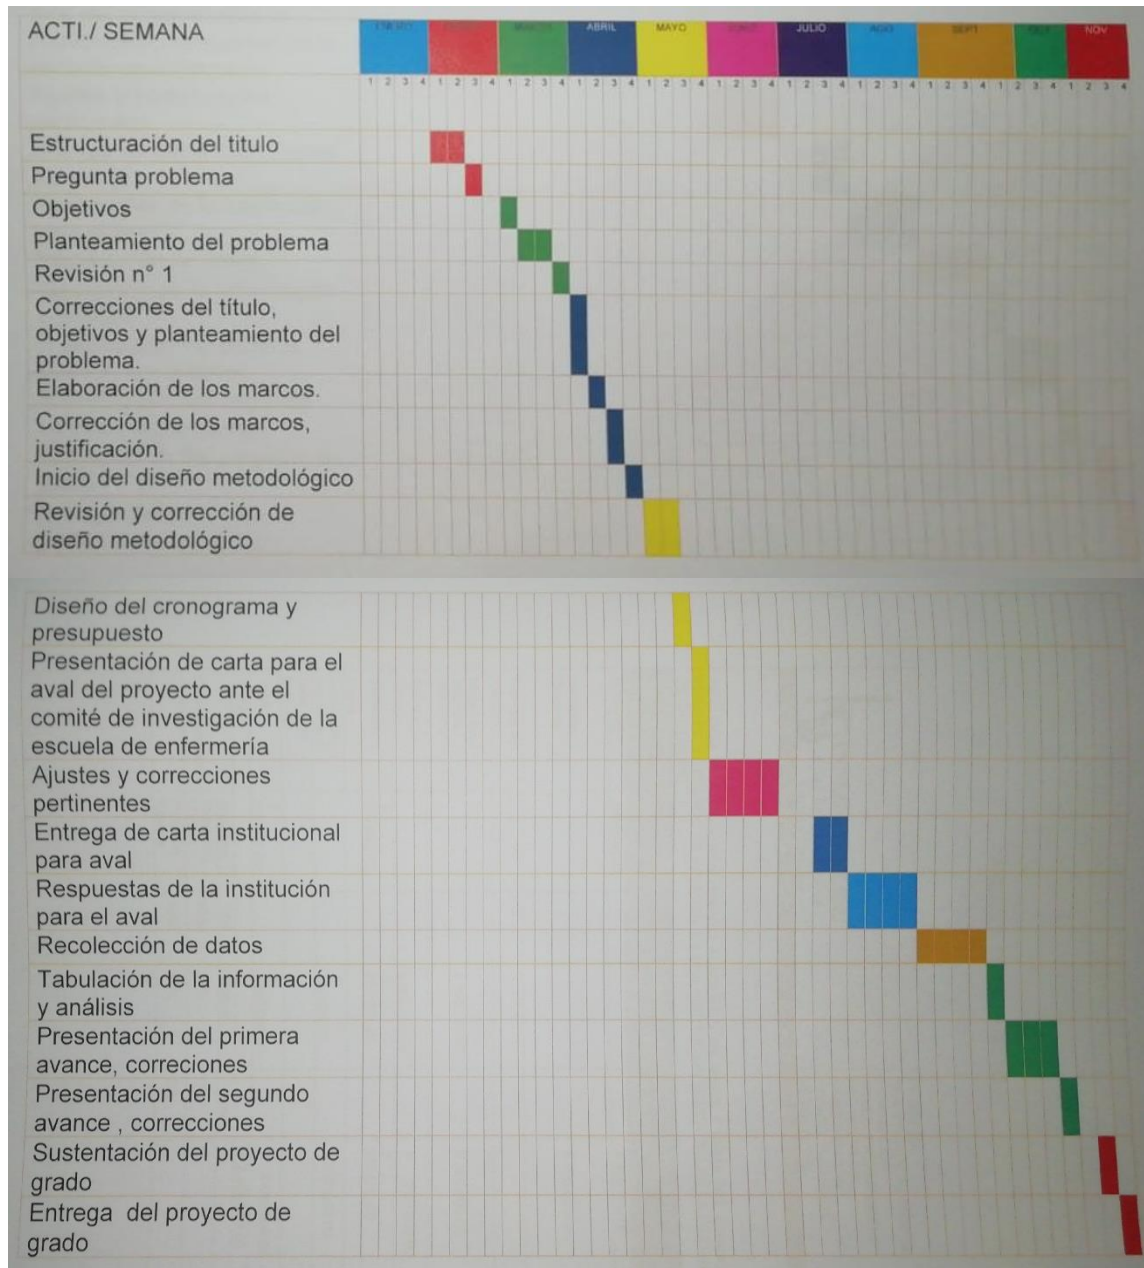 ACTI./ SEMANA
ENERO FEBRERO MARZO ABRIL MAYO JUNIO JULIO AGO SEPT OCT NOV
1 2 3 4 1 2 3 4 1 2 3 4 1 2 3 4 1 2 3 4 1 2 3 4 1 2 3 4 1 2 3 4 1 2 3 4 1 2 3 4 1 2 3 4
Estructuración del titulo
Pregunta problema
Objetivos
Planteamiento del problema
Revisión n° 1
Correcciones del título,
objetivos y planteamiento del
problema.
Elaboración de los marcos.
Corrección de los marcos,
justificación.
Inicio del diseño metodológico
Revisión y corrección de
diseño metodológico
Diseño del cronograma y
presupuesto
Presentación de carta para el
aval del proyecto ante el
comité de investigación de la
escuela de enfermería
Ajustes y correcciones
pertinentes
Entrega de carta institucional
para aval
Respuestas de la institución
para el aval
Recolección de datos
Tabulación de la información
y análisis
Presentación del primera
avance, correciones
Presentación del segundo
avance , correcciones
Sustentación del proyecto de
grado
Entrega del proyecto de
grado